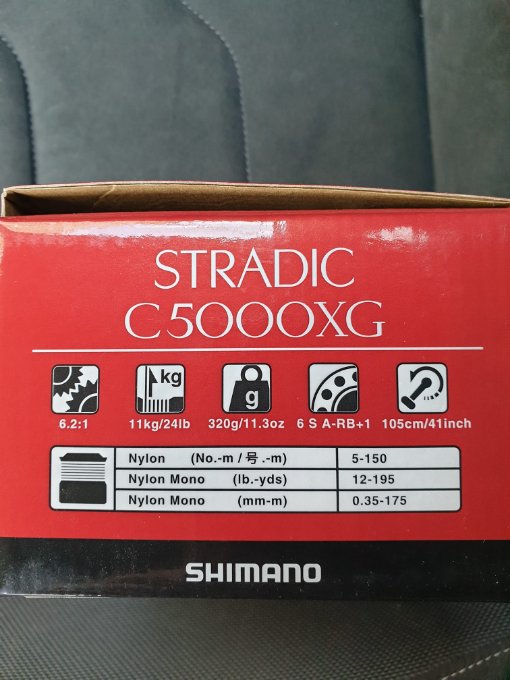 STRADIC
C5000XG
kg
g
6.2:1 11kg/24lb 320g/11.3oz 6 S A-RB+1 105cm/41inch
Nylon (No.-m / 号.-m) 5-150
Nylon Mono (lb.-yds) 12-195
Nylon Mono (mm-m) 0.35-175
SHIMANO